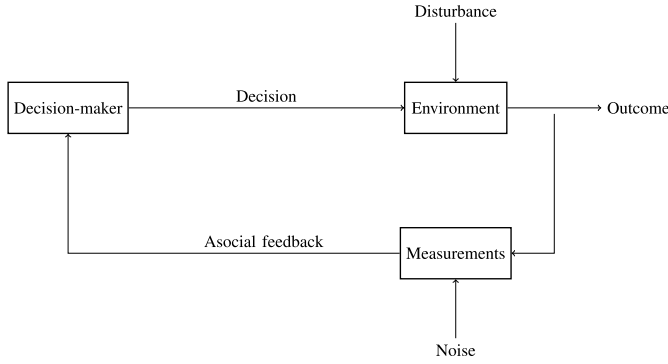 Disturbance
Decision-maker
Decision
Environment
Outcome
Asocial feedback
Measurements
Noise